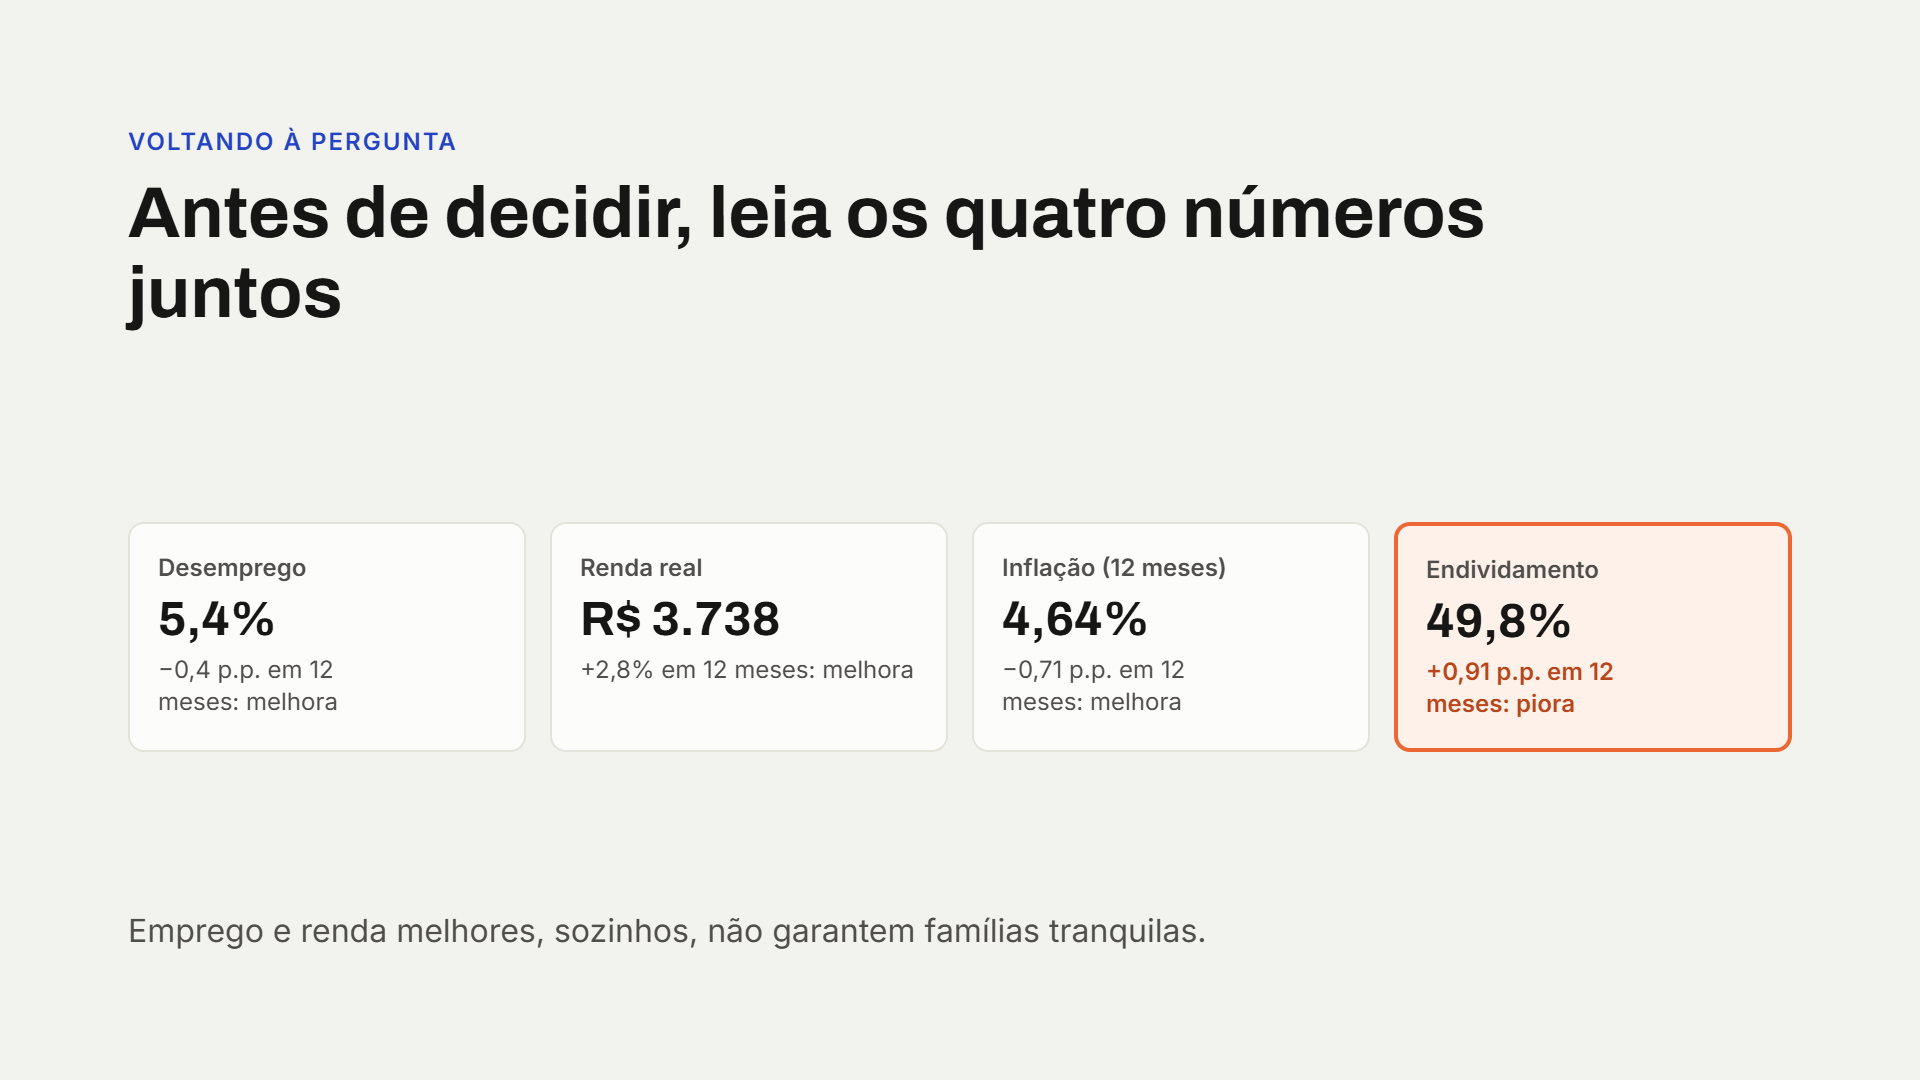 VOLTANDO À PERGUNTA
Antes de decidir, leia os quatro números
juntos
Desemprego
5,4%
−0,4 p.p. em 12
meses: melhora
Renda real
R$ 3.738
+2,8% em 12 meses: melhora
Inflação (12 meses)
4,64%
−0,71 p.p. em 12
meses: melhora
Endividamento
49,8%
+0,91 p.p. em 12
meses: piora
Emprego e renda melhores, sozinhos, não garantem famílias tranquilas.